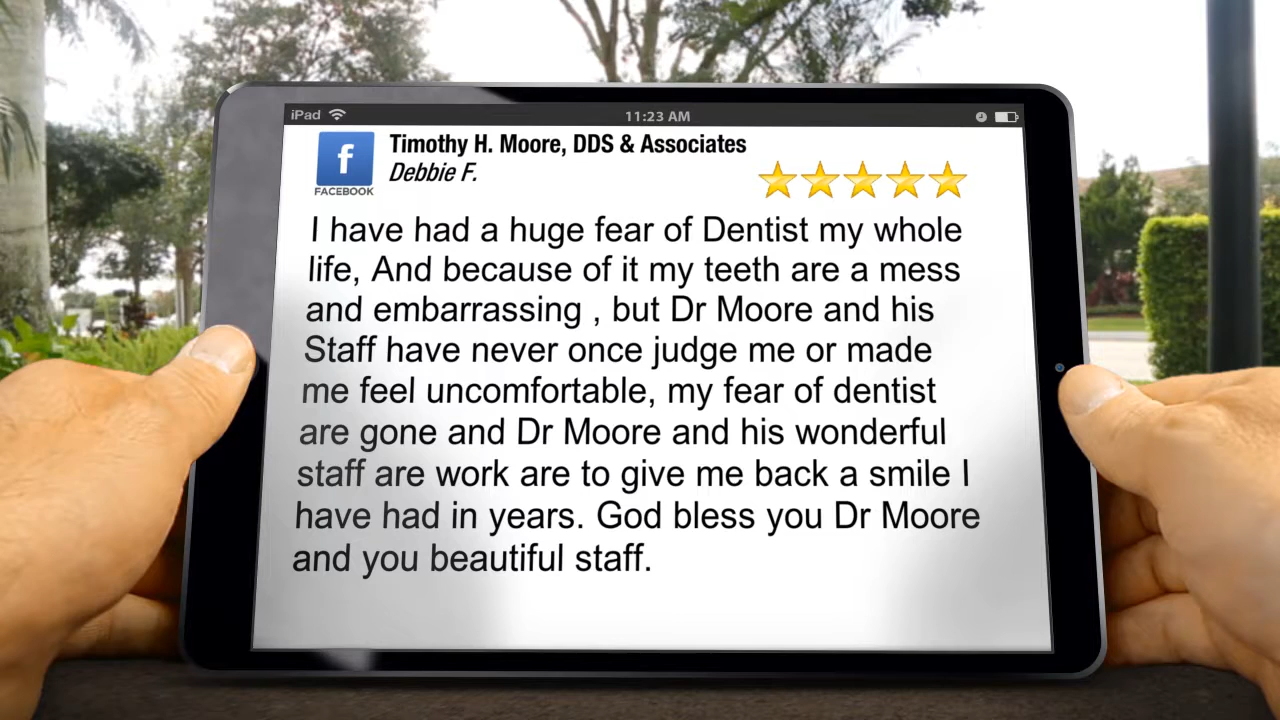 iPad
11:23 AM
f
FACEBOOK
Timothy H. Moore, DDS & Associates
Debbie F.
I have had a huge fear of Dentist my whole
life, And because of it my teeth are a mess
and embarrassing , but Dr Moore and his
Staff have never once judge me or made
me feel uncomfortable, my fear of dentist
are gone and Dr Moore and his wonderful
staff are work are to give me back a smile I
have had in years. God bless you Dr Moore
and you beautiful staff.